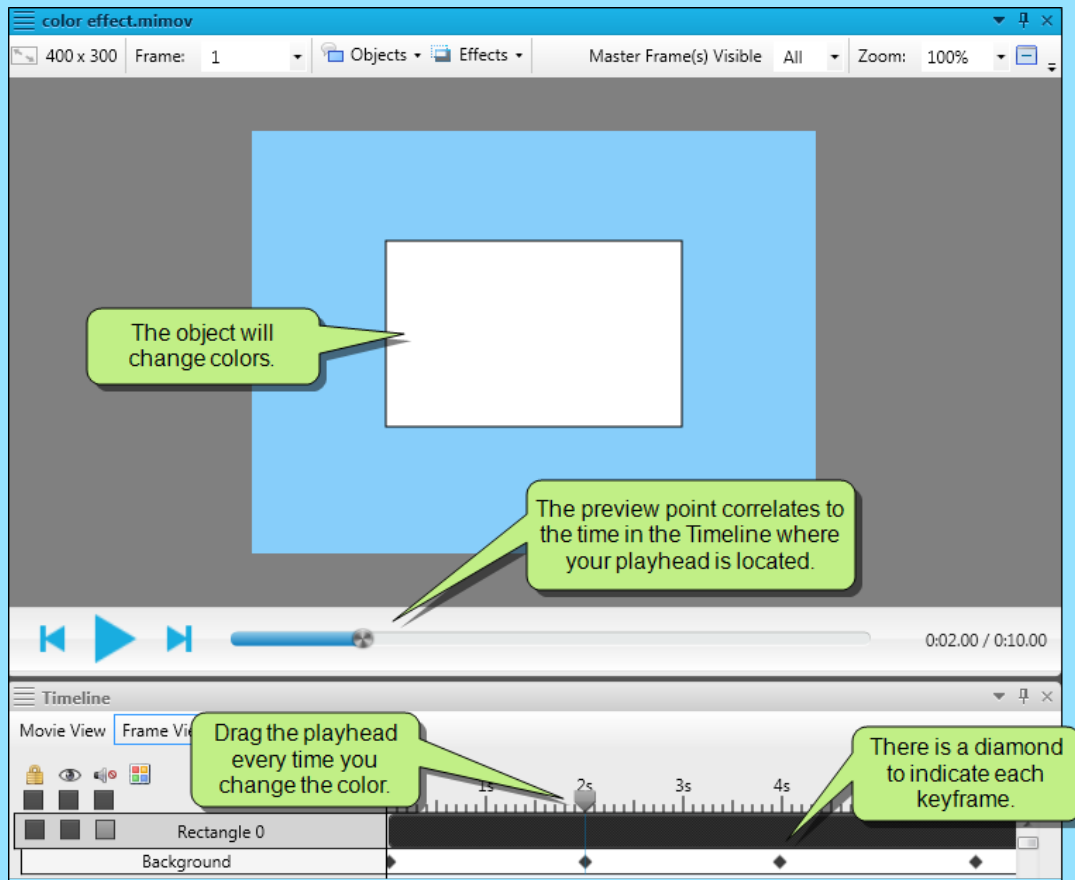 color effect.mimov
400 x 300 Frame: 1 Objects Effects Master Frame(s) Visible All Zoom: 100%
The object will
change colors.
The preview point correlates to
the time in the Timeline where
your playhead is located.
0:02.00 / 0:10.00
Timeline
Movie View Frame Vie
Drag the playhead
every time you
change the color.
There is a diamond
to indicate each
keyframe.
1s 2s 3s 4s
Rectangle 0
Background